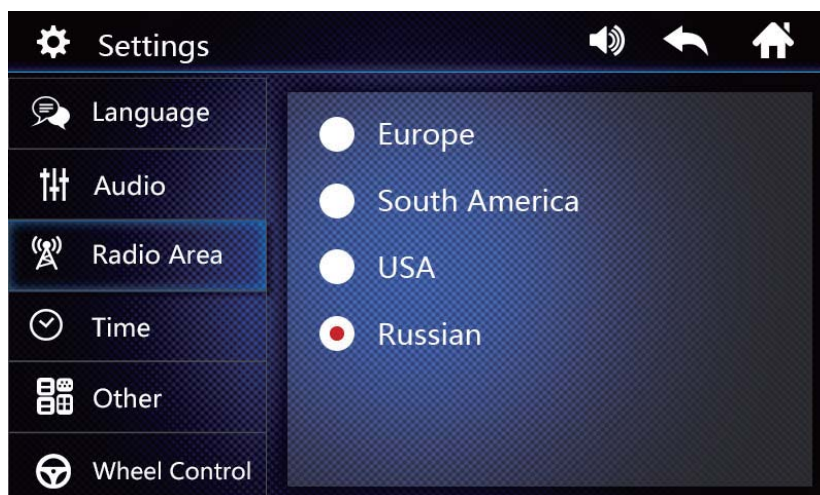 Settings
Language
Audio
Radio Area
Time
Other
Wheel Control
Europe
South America
USA
Russian